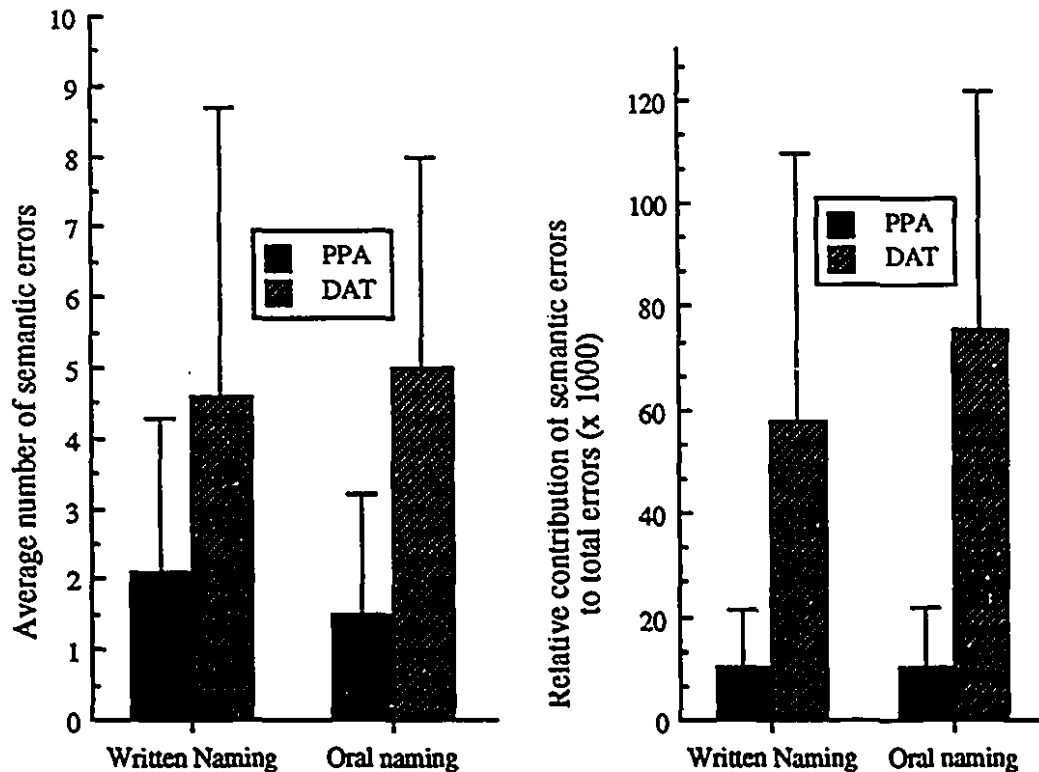 Average number of semantic errors
10
9
8
7
6
5
4
3
2
1
0
PPA
DAT
Written Naming
Oral naming
Relative contribution of semantic errors
to total errors (x 1000)
120
100
80
60
40
20
0
PPA
DAT
Written Naming
Oral naming